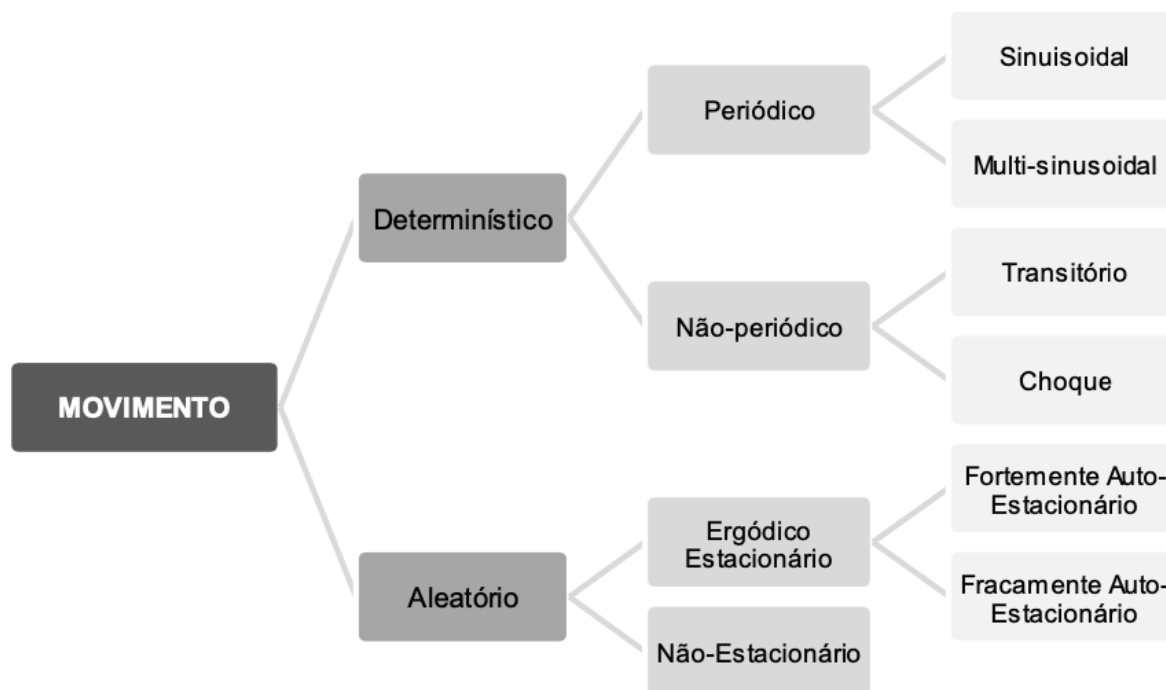 MOVIMENTO
Determinístico
Periódico
Sinuisoidal
Multi-sinusoidal
Não-periódico
Transitório
Choque
Aleatório
Ergódico
Estacionário
Fortemente Auto-
Estacionário
Fracamente Auto-
Estacionário
Não-Estacionário